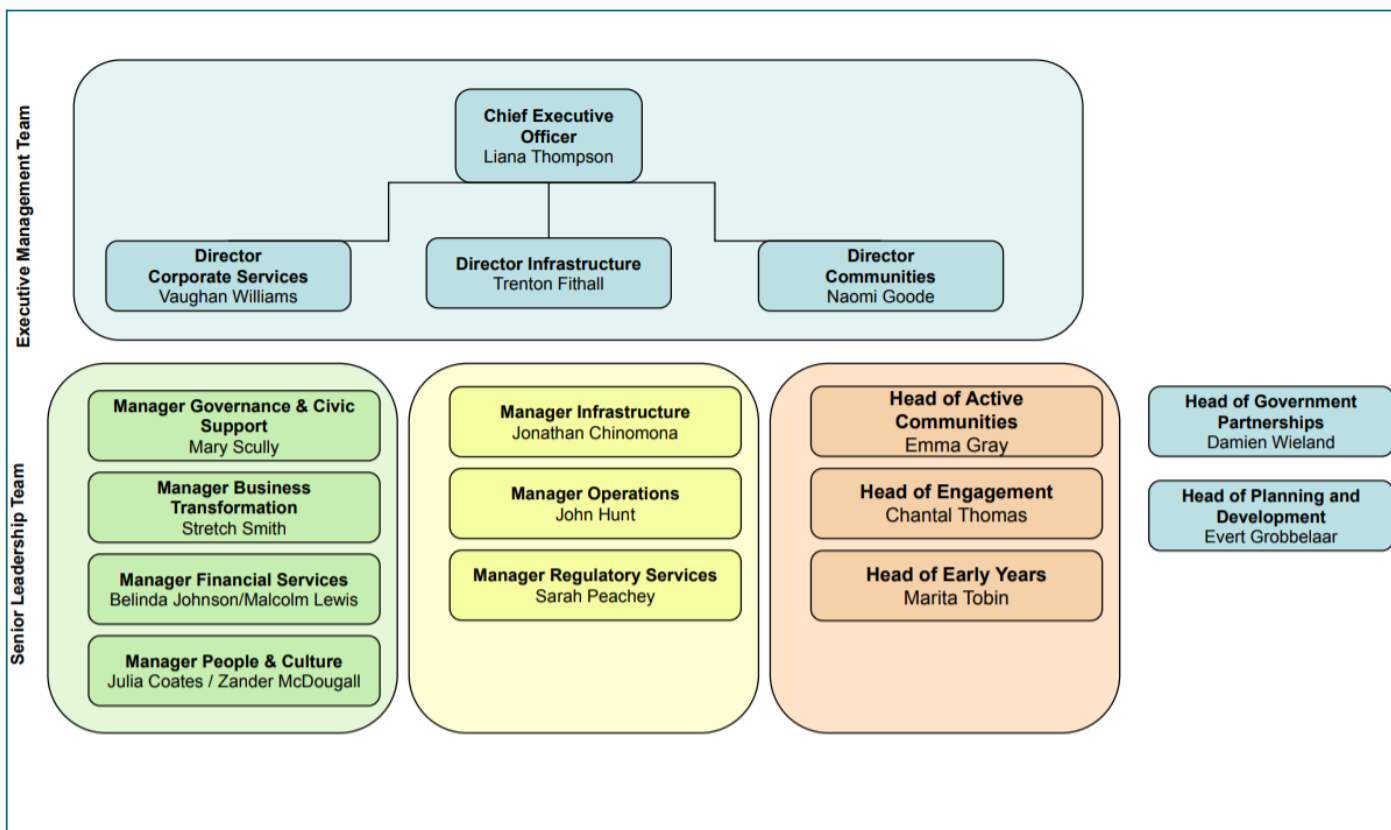 Executive Management Team
Chief Executive
Officer
Liana Thompson
Director
Corporate Services
Vaughan Williams
Director Infrastructure
Trenton Fithall
Director
Communities
Naomi Goode
Senior Leadership Team
Manager Governance & Civic
Support
Mary Scully
Manager Business
Transformation
Stretch Smith
Manager Financial Services
Belinda Johnson/Malcolm Lewis
Manager People & Culture
Julia Coates / Zander McDougall
Manager Infrastructure
Jonathan Chinomona
Manager Operations
John Hunt
Manager Regulatory Services
Sarah Peachey
Head of Active
Communities
Emma Gray
Head of Engagement
Chantal Thomas
Head of Early Years
Marita Tobin
Head of Government
Partnerships
Damien Wieland
Head of Planning and
Development
Evert Grobbelaar